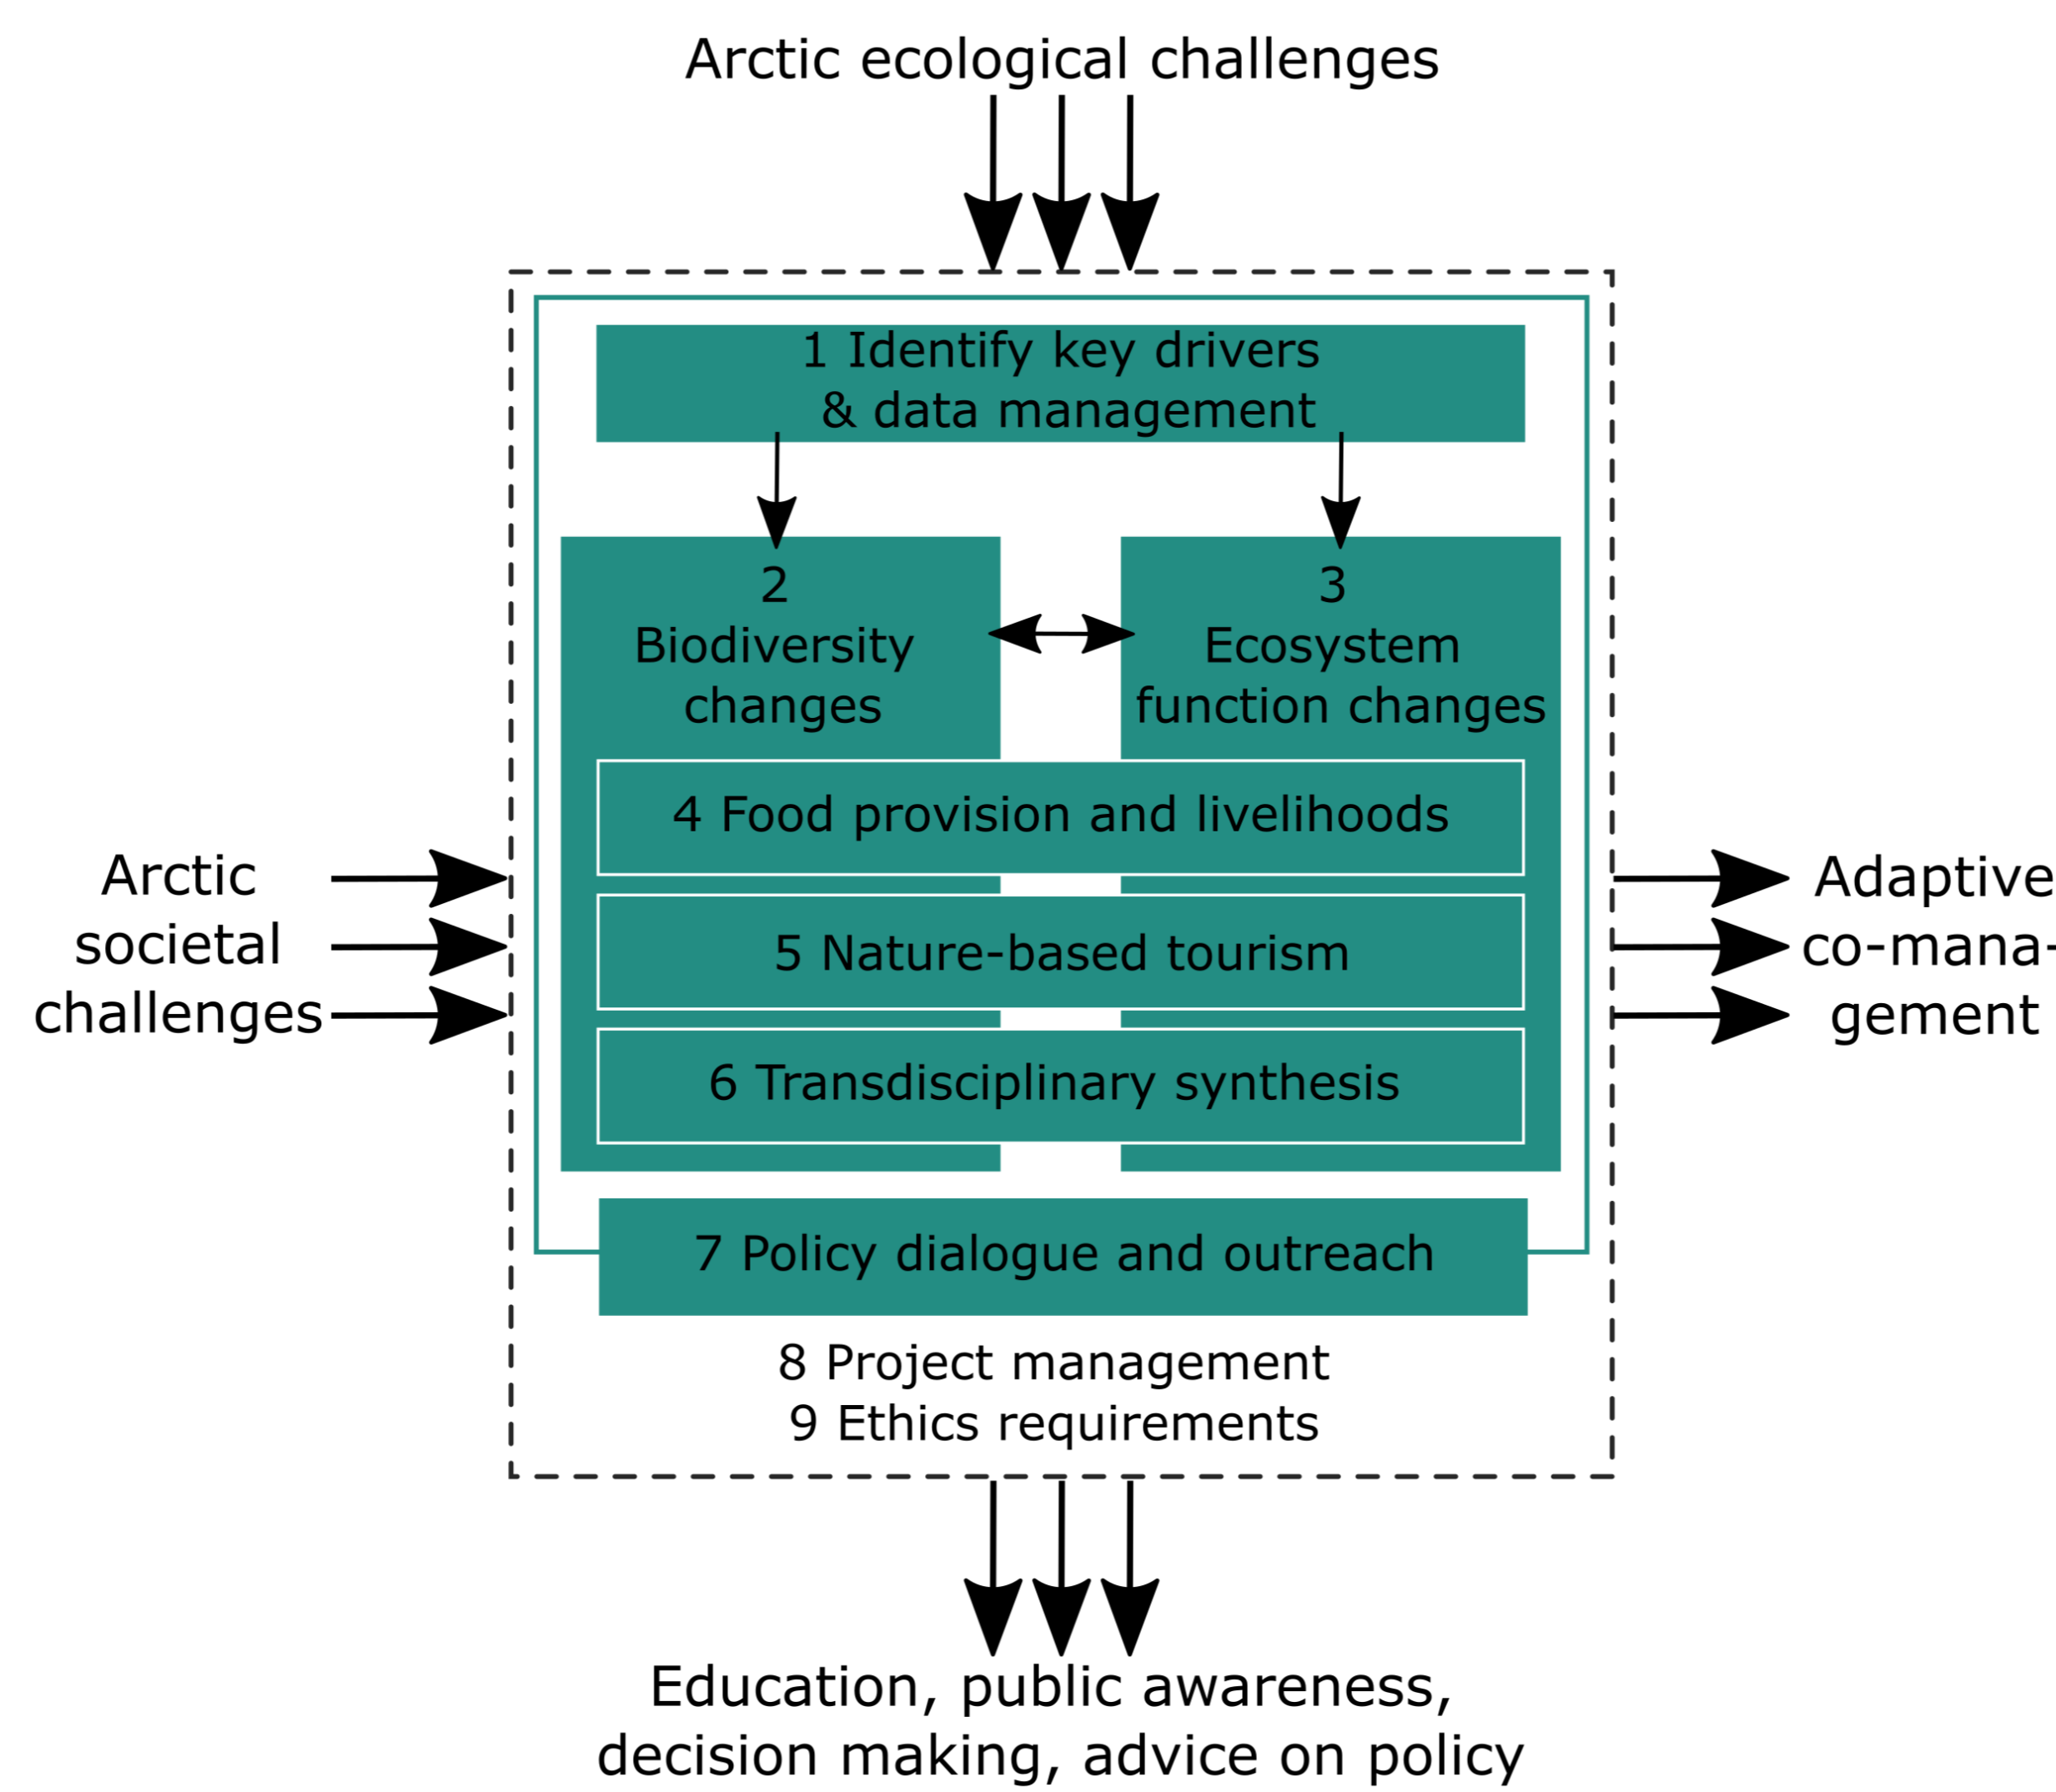 Arctic ecological challenges
1 Identify key drivers
& data management
2
Biodiversity
changes
3
Ecosystem
function changes
4 Food provision and livelihoods
5 Nature-based tourism
6 Transdisciplinary synthesis
7 Policy dialogue and outreach
8 Project management
9 Ethics requirements
Arctic
societal
challenges
Adaptive
co-mana-
gement
Education, public awareness,
decision making, advice on policy